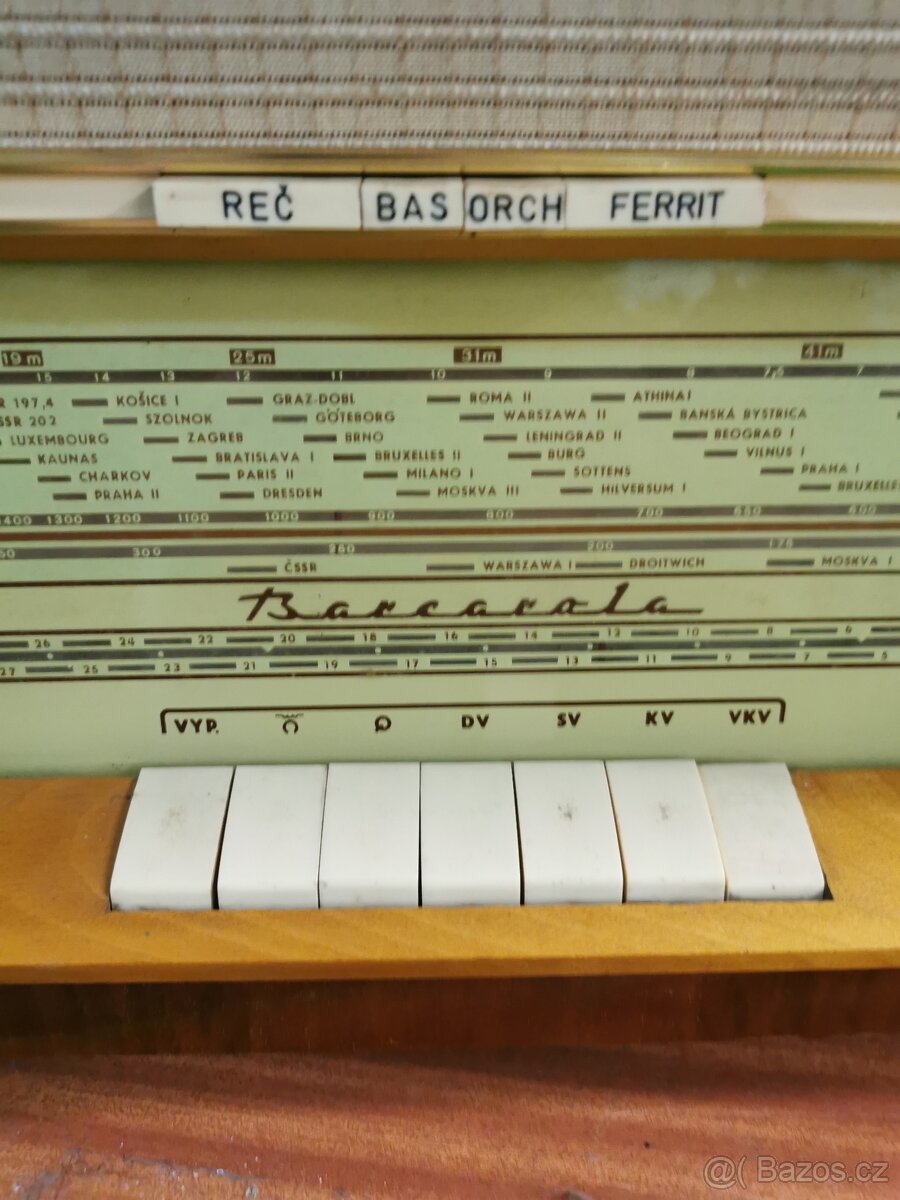 REČ BAS ORCH FERRIT
19m 25m 31m 41m
15 14 13 12 11 10 9 8 7,5 7
R 197,4 KOŠICE I GRAZ-DOBL ROMA II ATHINAI
SSR 202 SZOLNOK GÖTEBORG WARSZAWA II BANSKÁ BYSTRICA
LUXEMBOURG ZAGREB BRNO LENINGRAD II BEOGRAD I
KAUNAS BRATISLAVA I BRUXELLES II BURG VILNUS I
CHARKOV PARIS II MILANO I SOTTENS PRAHA I
PRAHA II DRESDEN MOSKVA III HILVERSUM I BRUXELLES
1400 1300 1200 1100 1000 900 800 700 650 600
300 250 200 175
ČSSR WARSZAWA I DROITWICH MOSKVA I
Barcarola
26 24 22 20 18 16 14 12 10 8 6
27 25 23 21 19 17 15 13 11 9 7 5
VYP. DV SV KV VKV
@ Bazos.cz